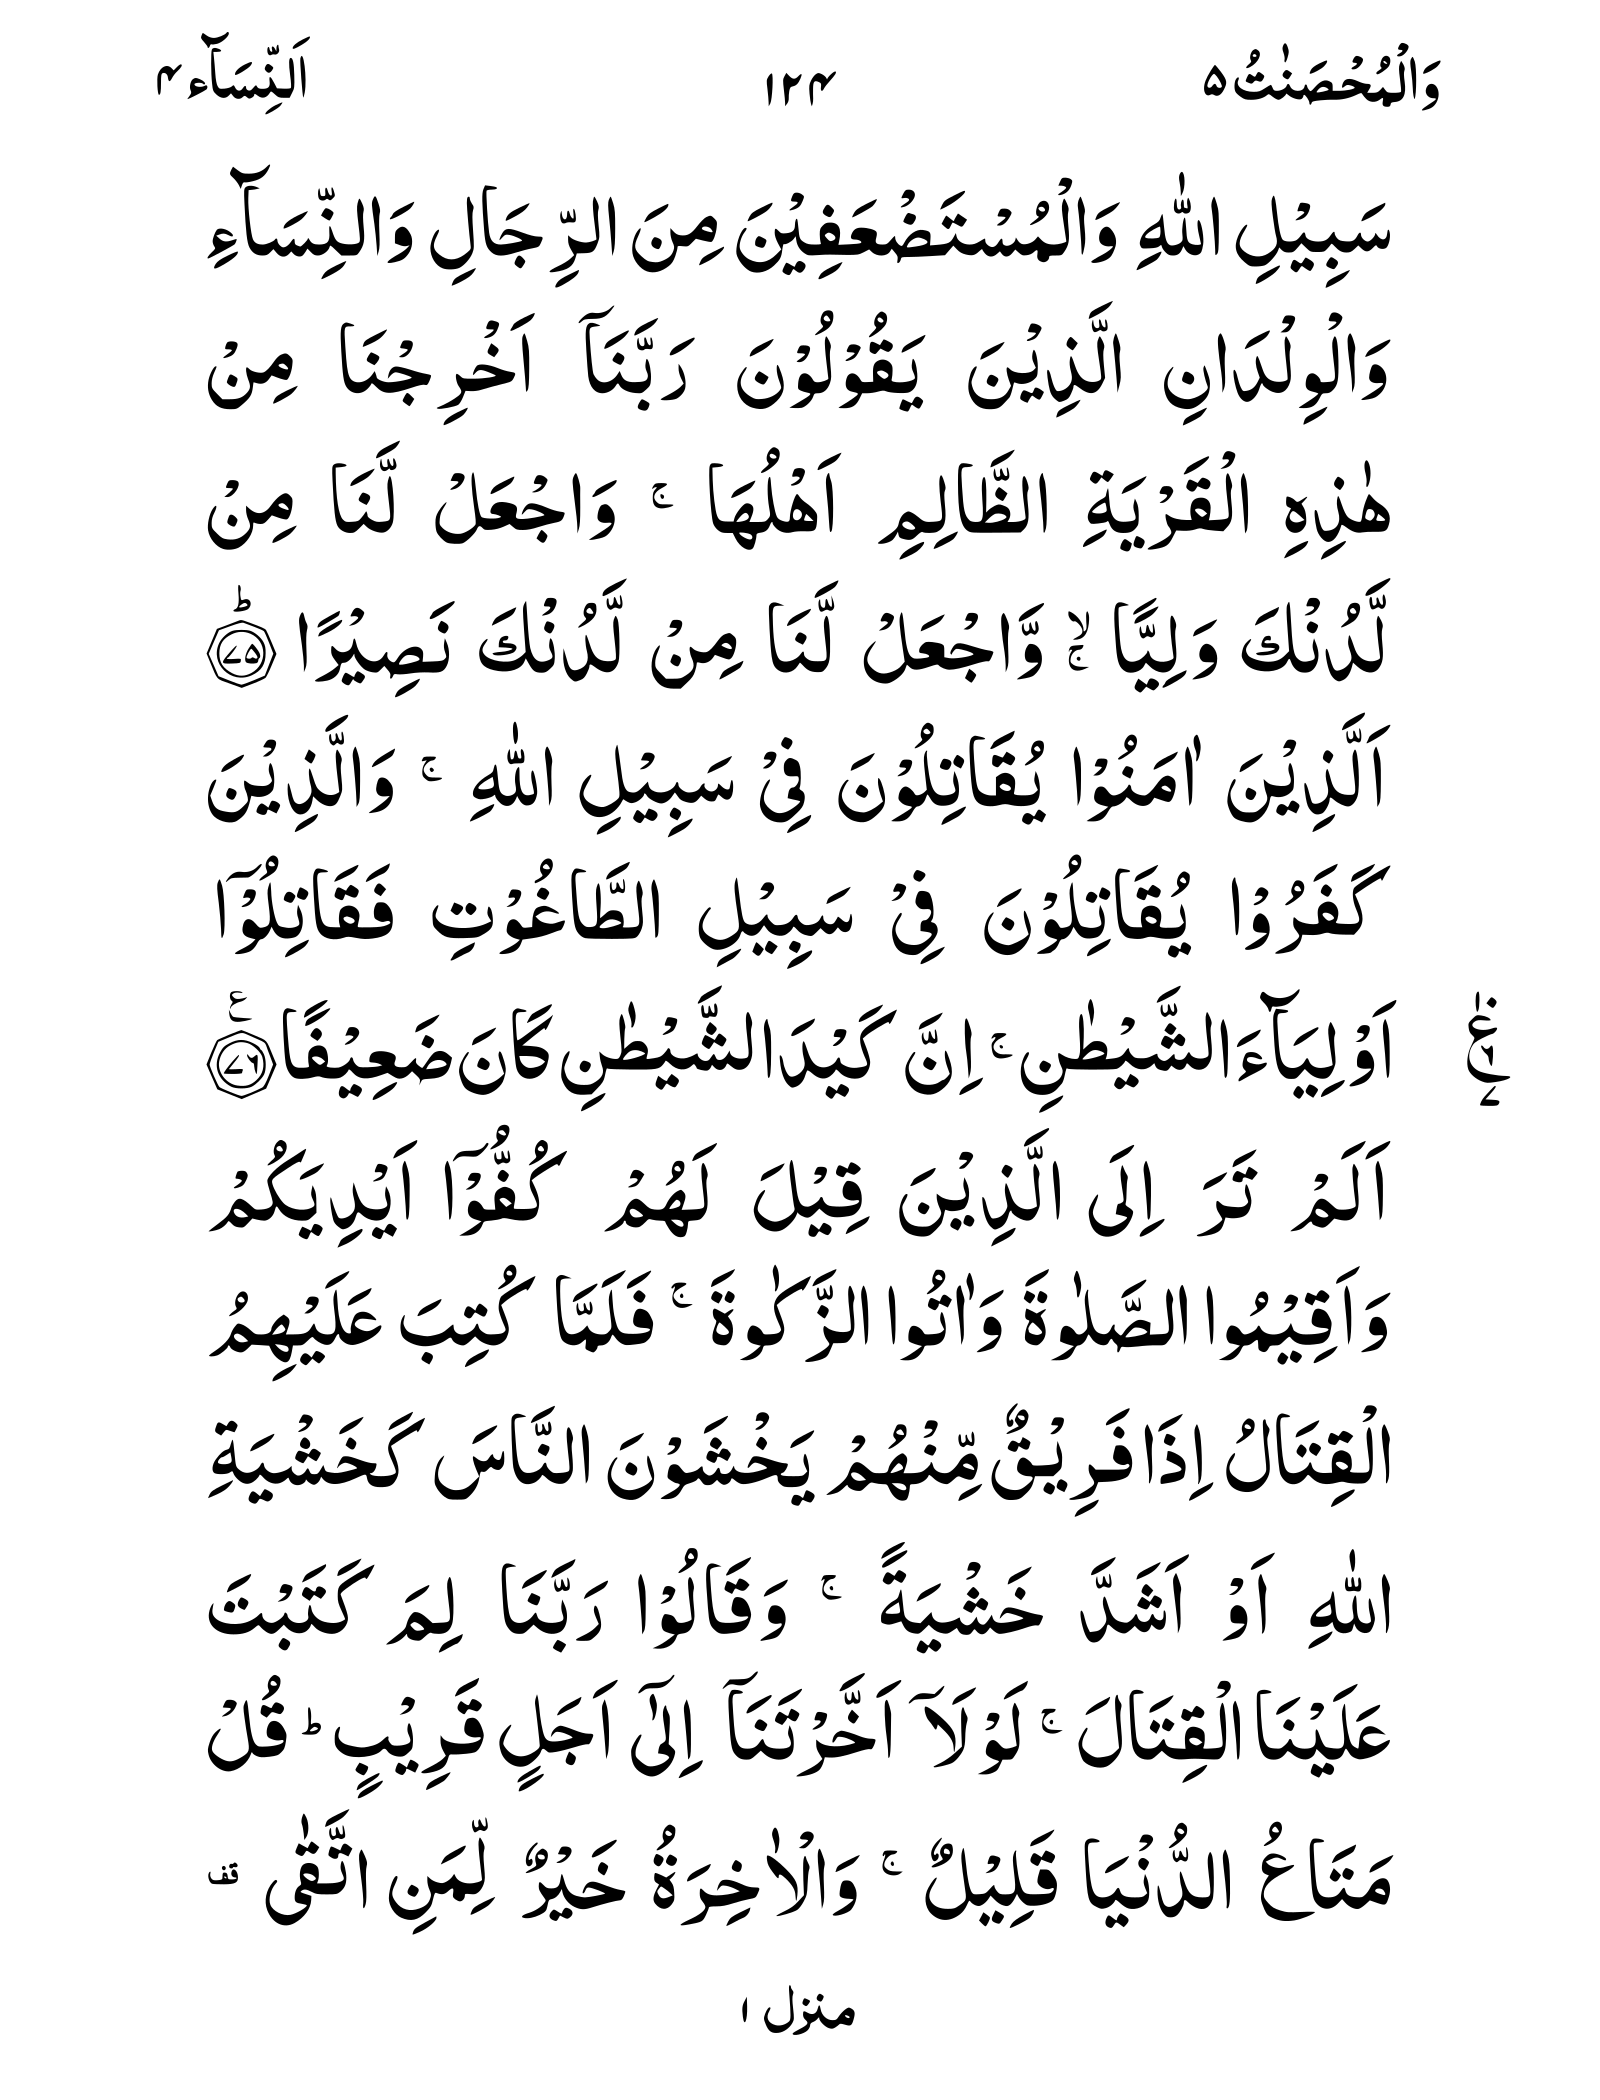 وَالْمُحْصَنٰتُ ۵ ۱۲۴ اَلنِّسَآء ۴
سَبِيْلِ اللّٰهِ وَالْمُسْتَضْعَفِيْنَ مِنَ الرِّجَالِ وَالنِّسَآءِ
وَالْوِلْدَانِ الَّذِيْنَ يَقُوْلُوْنَ رَبَّنَاۤ اَخْرِجْنَا مِنْ
هٰذِهِ الْقَرْيَةِ الظَّالِمِ اَهْلُهَا ۚ وَاجْعَلْ لَّنَا مِنْ
لَّدُنْكَ وَلِيًّا ۙۚ وَّاجْعَلْ لَّنَا مِنْ لَّدُنْكَ نَصِيْرًا ؕ ﴿۷۵﴾
اَلَّذِيْنَ اٰمَنُوْا يُقَاتِلُوْنَ فِيْ سَبِيْلِ اللّٰهِ ۚ وَالَّذِيْنَ
كَفَرُوْا يُقَاتِلُوْنَ فِيْ سَبِيْلِ الطَّاغُوْتِ فَقَاتِلُوْۤا
اَوْلِيَآءَ الشَّيْطٰنِ ۚ اِنَّ كَيْدَ الشَّيْطٰنِ كَانَ ضَعِيْفًا ﴿۷۶﴾ ع
اَلَمْ تَرَ اِلَى الَّذِيْنَ قِيْلَ لَهُمْ كُفُّوْۤا اَيْدِيَكُمْ
وَاَقِيْمُوا الصَّلٰوةَ وَاٰتُوا الزَّكٰوةَ ۚ فَلَمَّا كُتِبَ عَلَيْهِمُ
الْقِتَالُ اِذَا فَرِيْقٌ مِّنْهُمْ يَخْشَوْنَ النَّاسَ كَخَشْيَةِ
اللّٰهِ اَوْ اَشَدَّ خَشْيَةً ۚ وَقَالُوْا رَبَّنَا لِمَ كَتَبْتَ
عَلَيْنَا الْقِتَالَ ۚ لَوْلَاۤ اَخَّرْتَنَاۤ اِلٰۤى اَجَلٍ قَرِيْبٍ ؕ قُلْ
مَتَاعُ الدُّنْيَا قَلِيْلٌ ۚ وَالْاٰخِرَةُ خَيْرٌ لِّمَنِ اتَّقٰى قف
منزل ۱